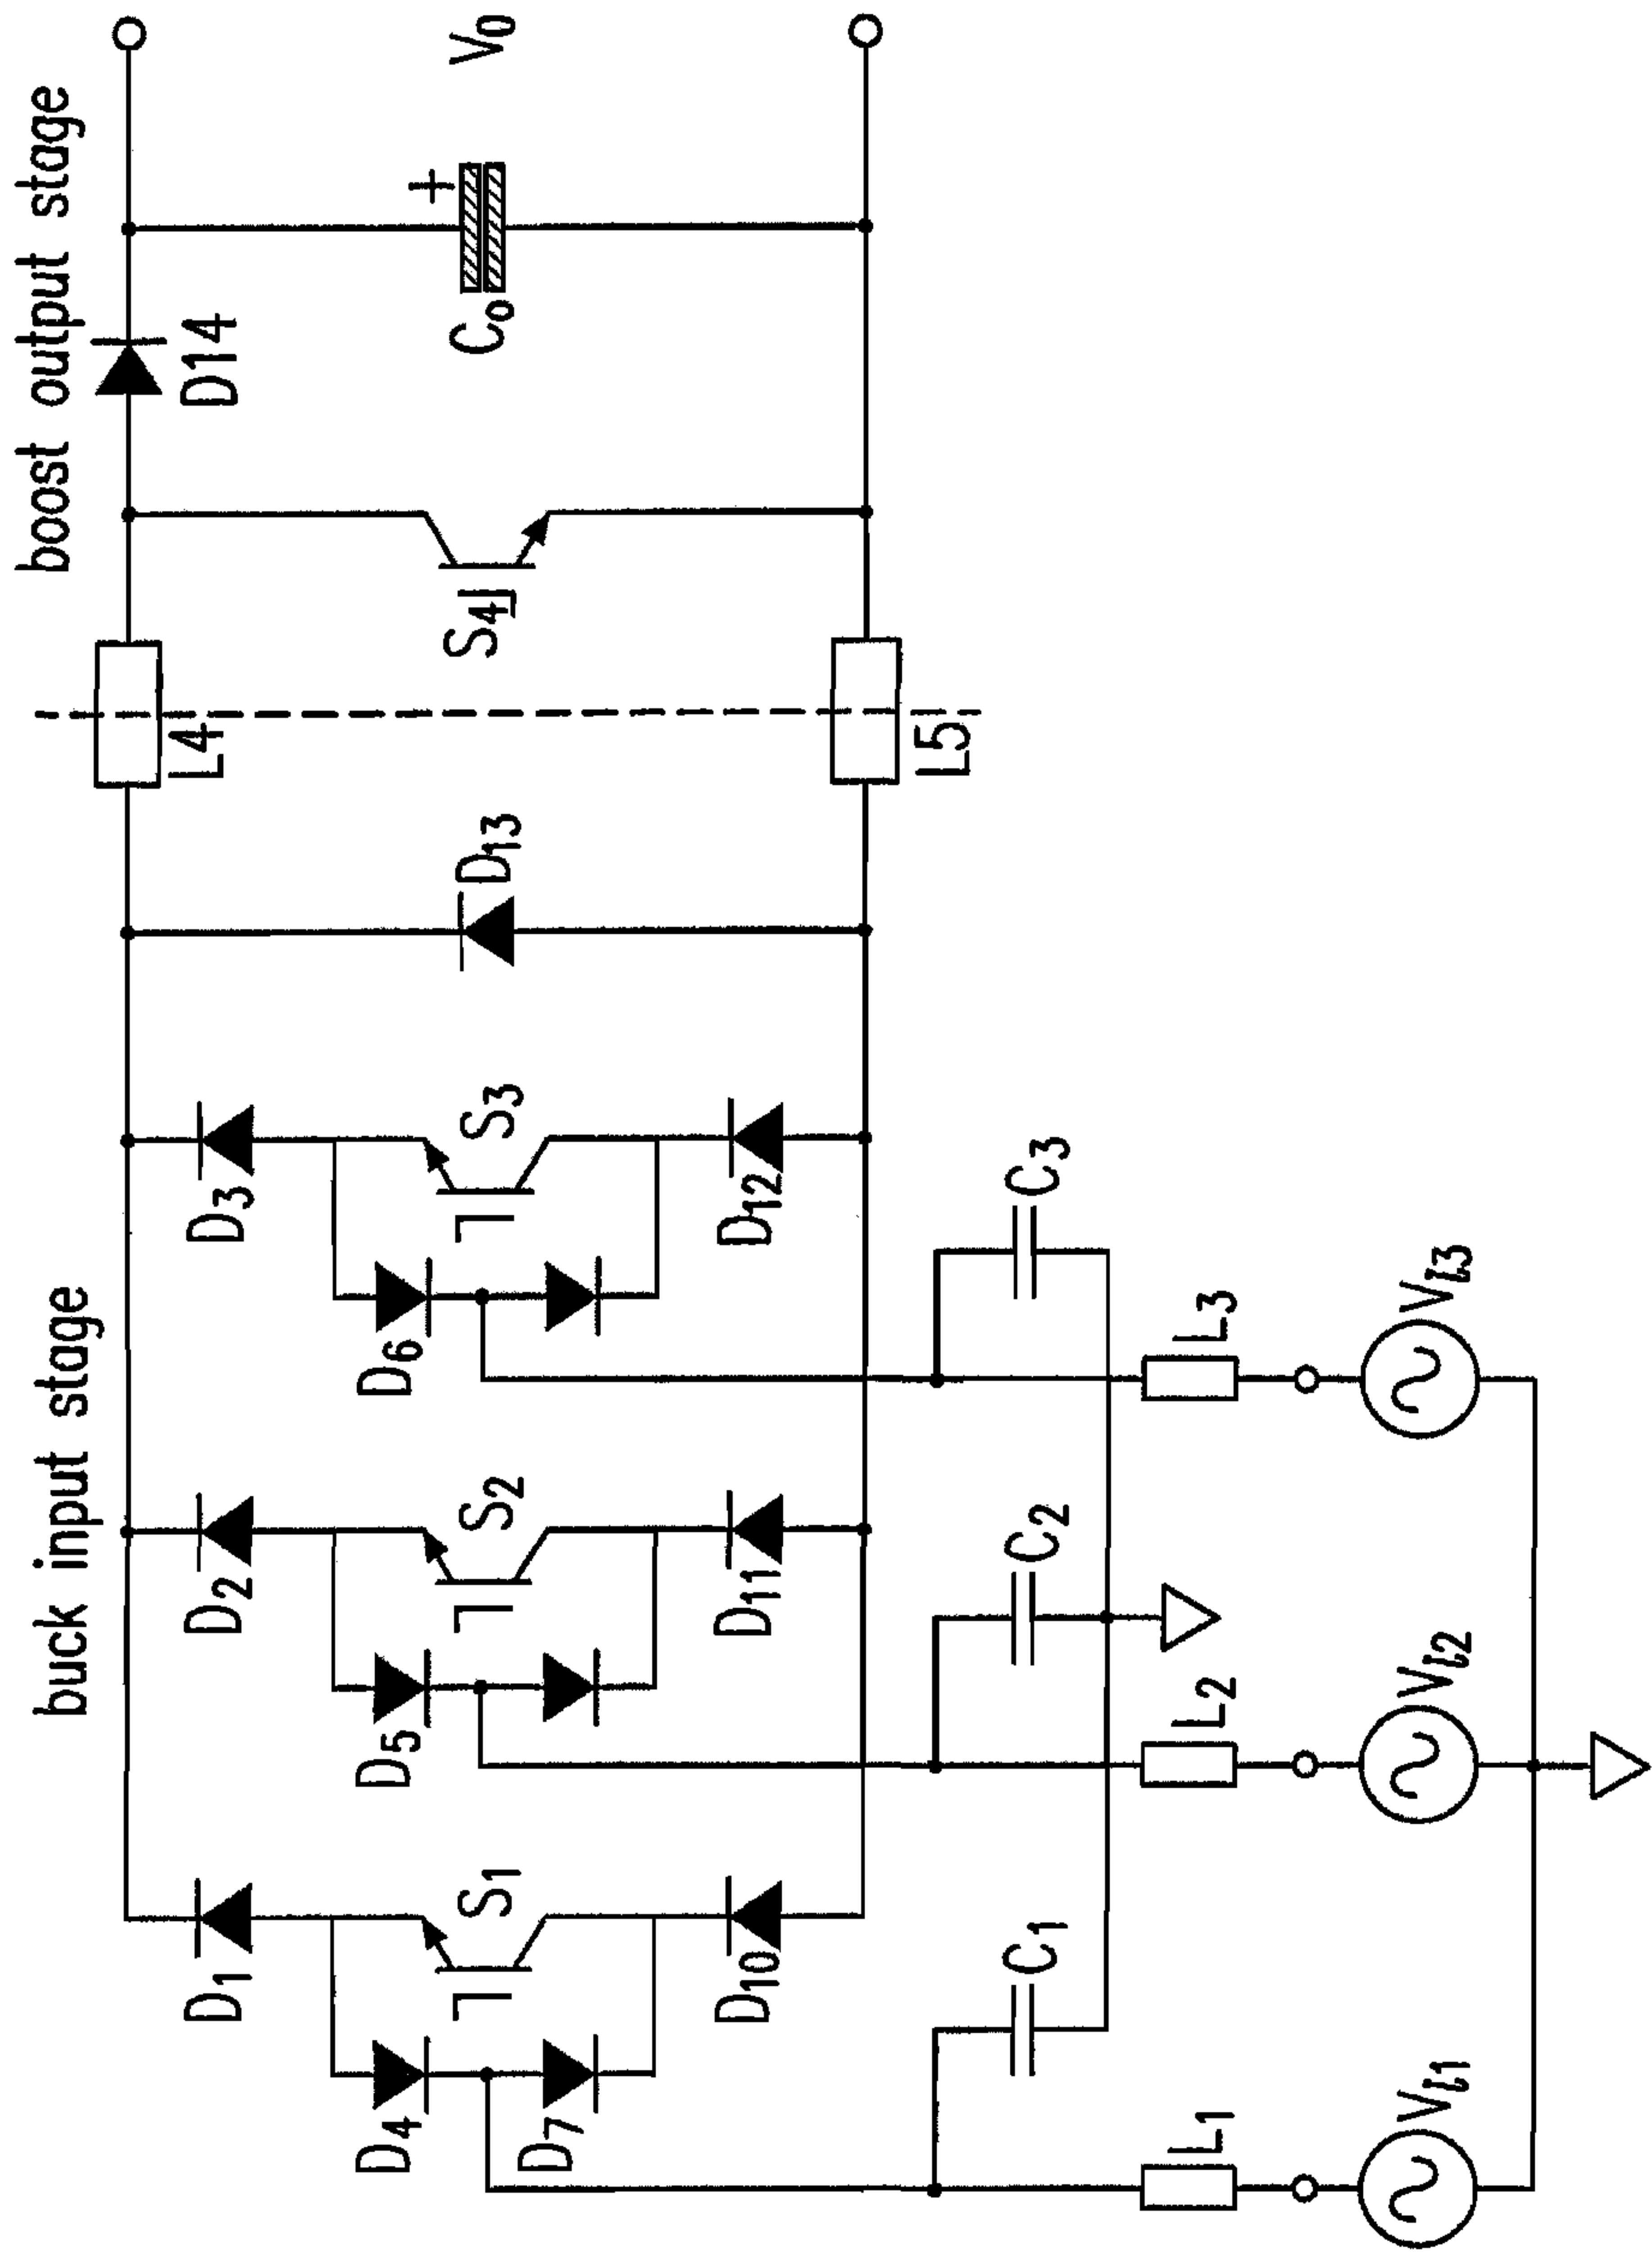 buck input stage
boost output stage
D1
D2
D3
L4
D14
D4
D5
D6
S1
S2
S3
D13
S4
C0
+
V0
D7
D10
D11
D12
L5
C1
C2
C3
L1
L2
L3
Vl1
Vl2
Vl3